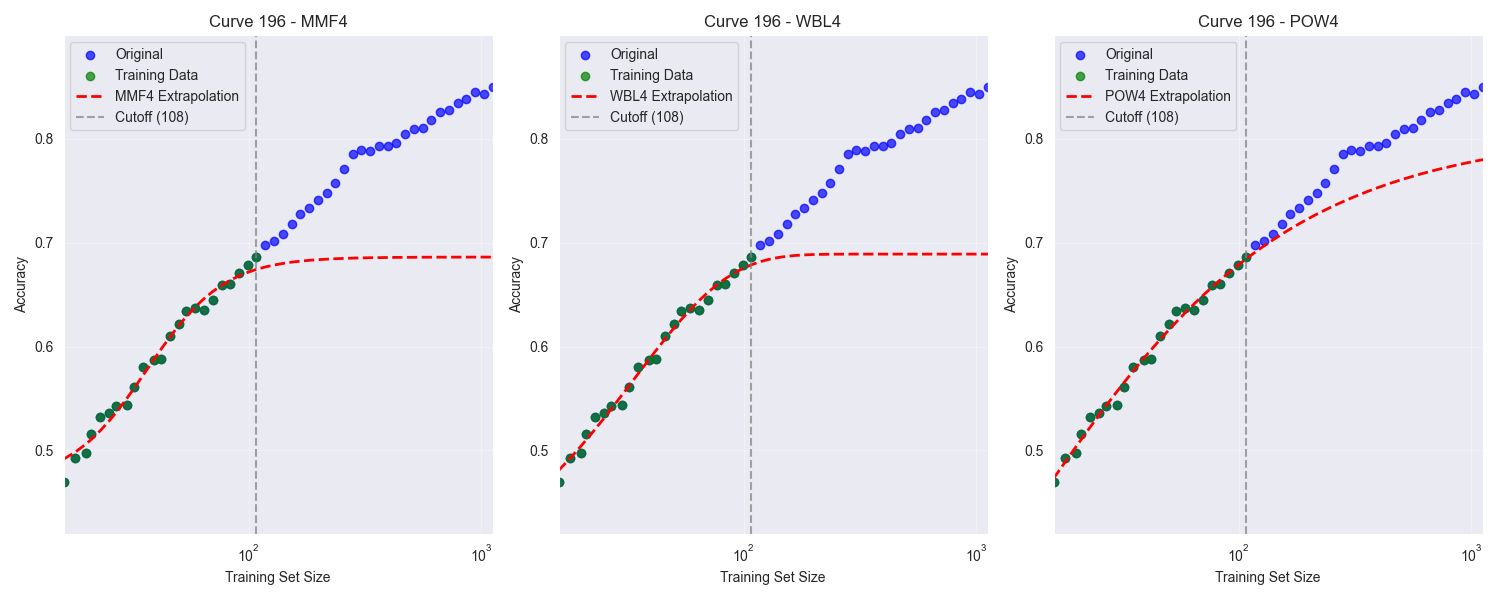 Curve 196 - MMF4
Original
Training Data
MMF4 Extrapolation
Cutoff (108)
0.8
0.7
0.6
0.5
Accuracy
10²
10³
Training Set Size
Curve 196 - WBL4
Original
Training Data
WBL4 Extrapolation
Cutoff (108)
0.8
0.7
0.6
0.5
Accuracy
10²
10³
Training Set Size
Curve 196 - POW4
Original
Training Data
POW4 Extrapolation
Cutoff (108)
0.8
0.7
0.6
0.5
Accuracy
10²
10³
Training Set Size